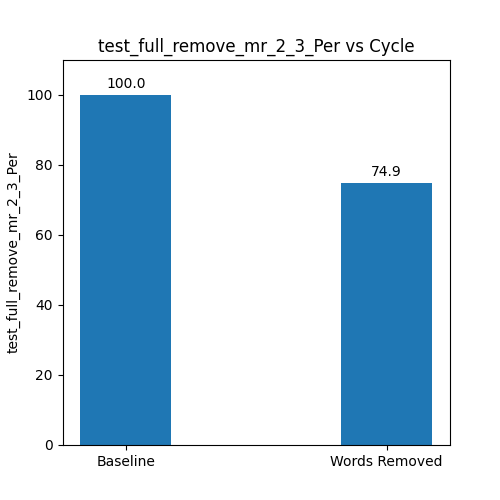 test_full_remove_mr_2_3_Per vs Cycle
100.0
74.9
100
80
60
40
20
0
test_full_remove_mr_2_3_Per
Baseline
Words Removed